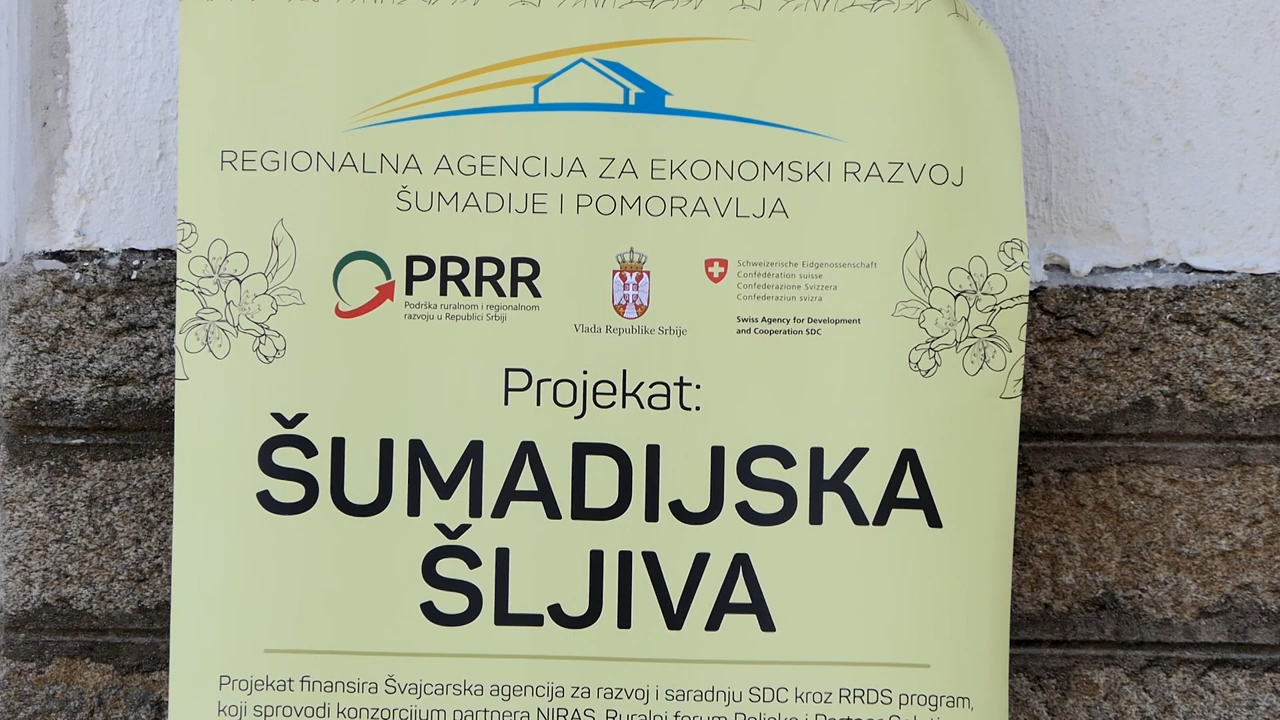 REGIONALNA AGENCIJA ZA EKONOMSKI RAZVOJ
ŠUMADIJE I POMORAVLJA
PRRR
Podrška ruralnom i regionalnom
razvoju u Republici Srbiji
Vlada Republike Srbije
Schweizerische Eidgenossenschaft
Confédération suisse
Confederazione Svizzera
Confederaziun svizra
Swiss Agency for Development
and Cooperation SDC
Projekat:
ŠUMADIJSKA
ŠLJIVA
Projekat finansira Švajcarska agencija za razvoj i saradnju SDC kroz RRDS program,
koji sprovodi konzorcijum partnera NIRAS, Ruralni forum Poljske i Partner